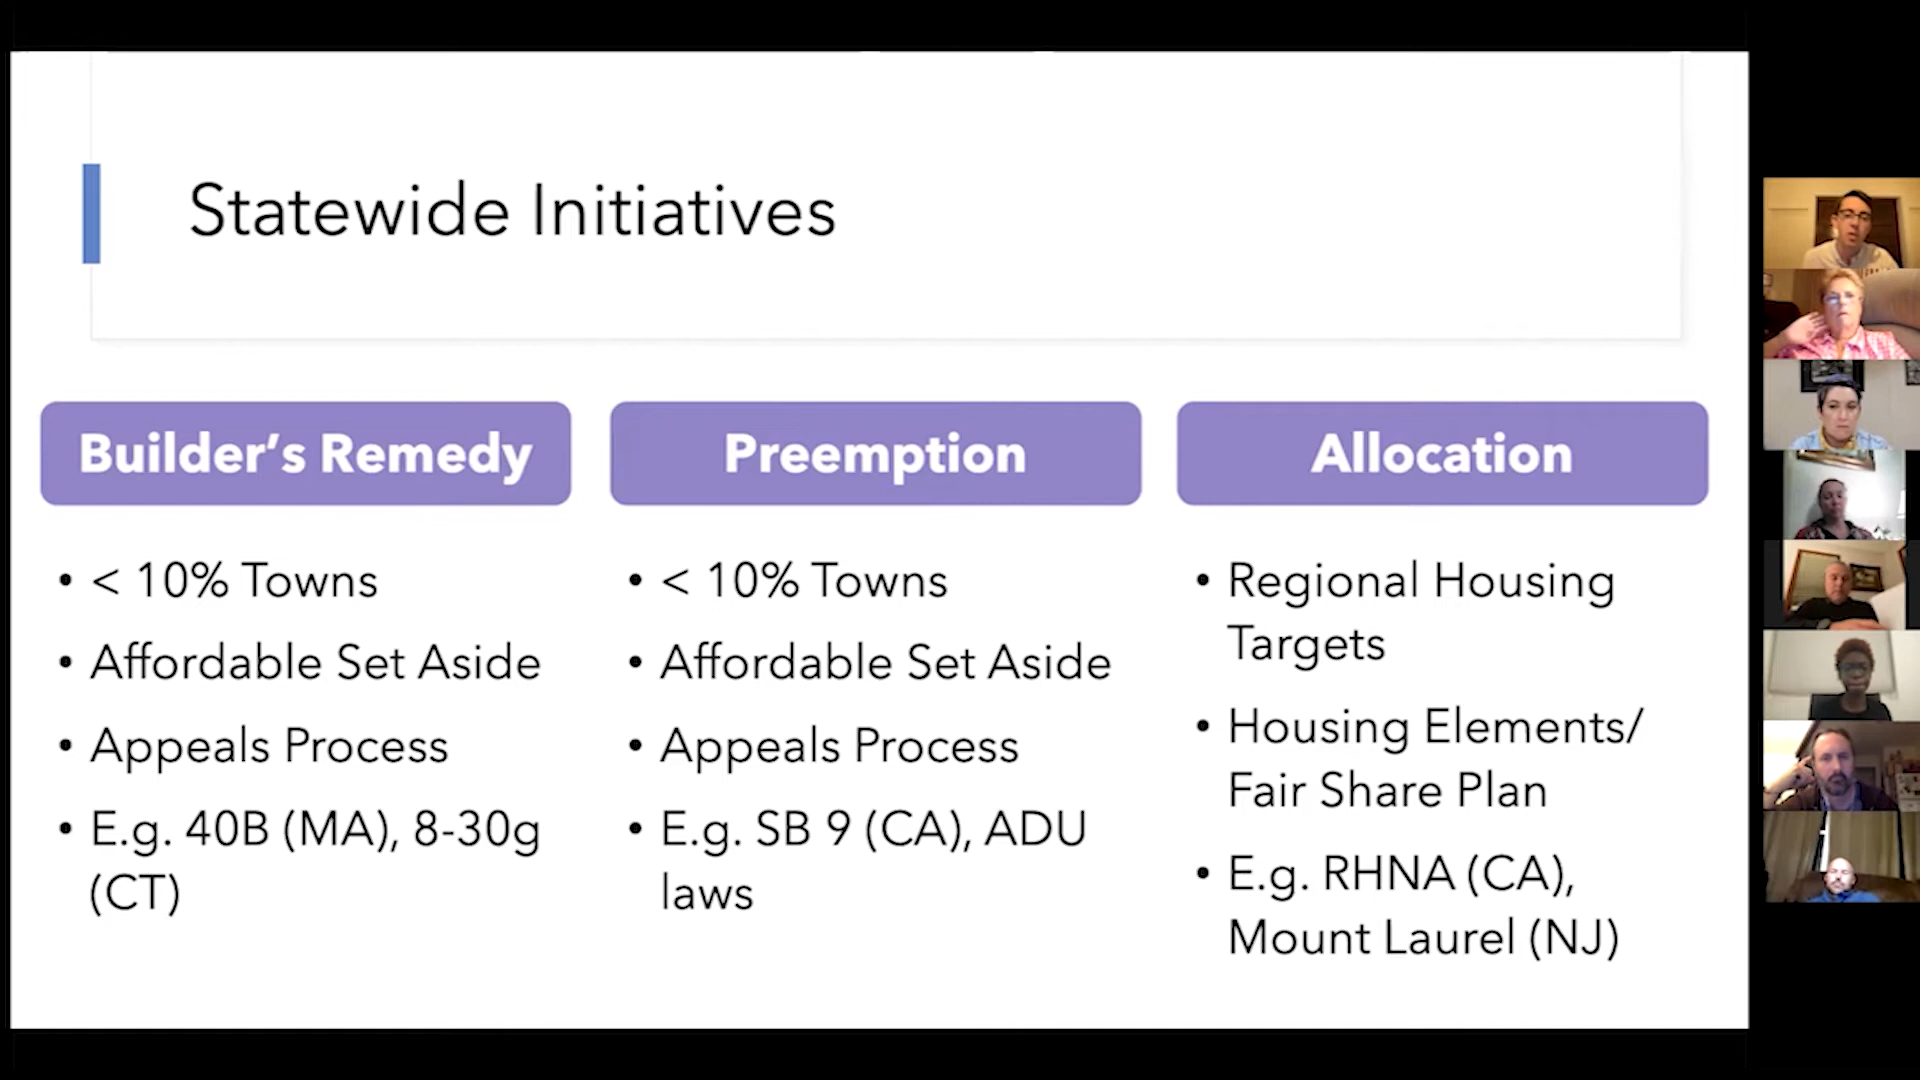 Statewide Initiatives
Builder's Remedy
• < 10% Towns
• Affordable Set Aside
• Appeals Process
• E.g. 40B (MA), 8-30g
(CT)
Preemption
• < 10% Towns
• Affordable Set Aside
• Appeals Process
• E.g. SB 9 (CA), ADU
laws
Allocation
• Regional Housing
Targets
• Housing Elements/
Fair Share Plan
• E.g. RHNA (CA),
Mount Laurel (NJ)